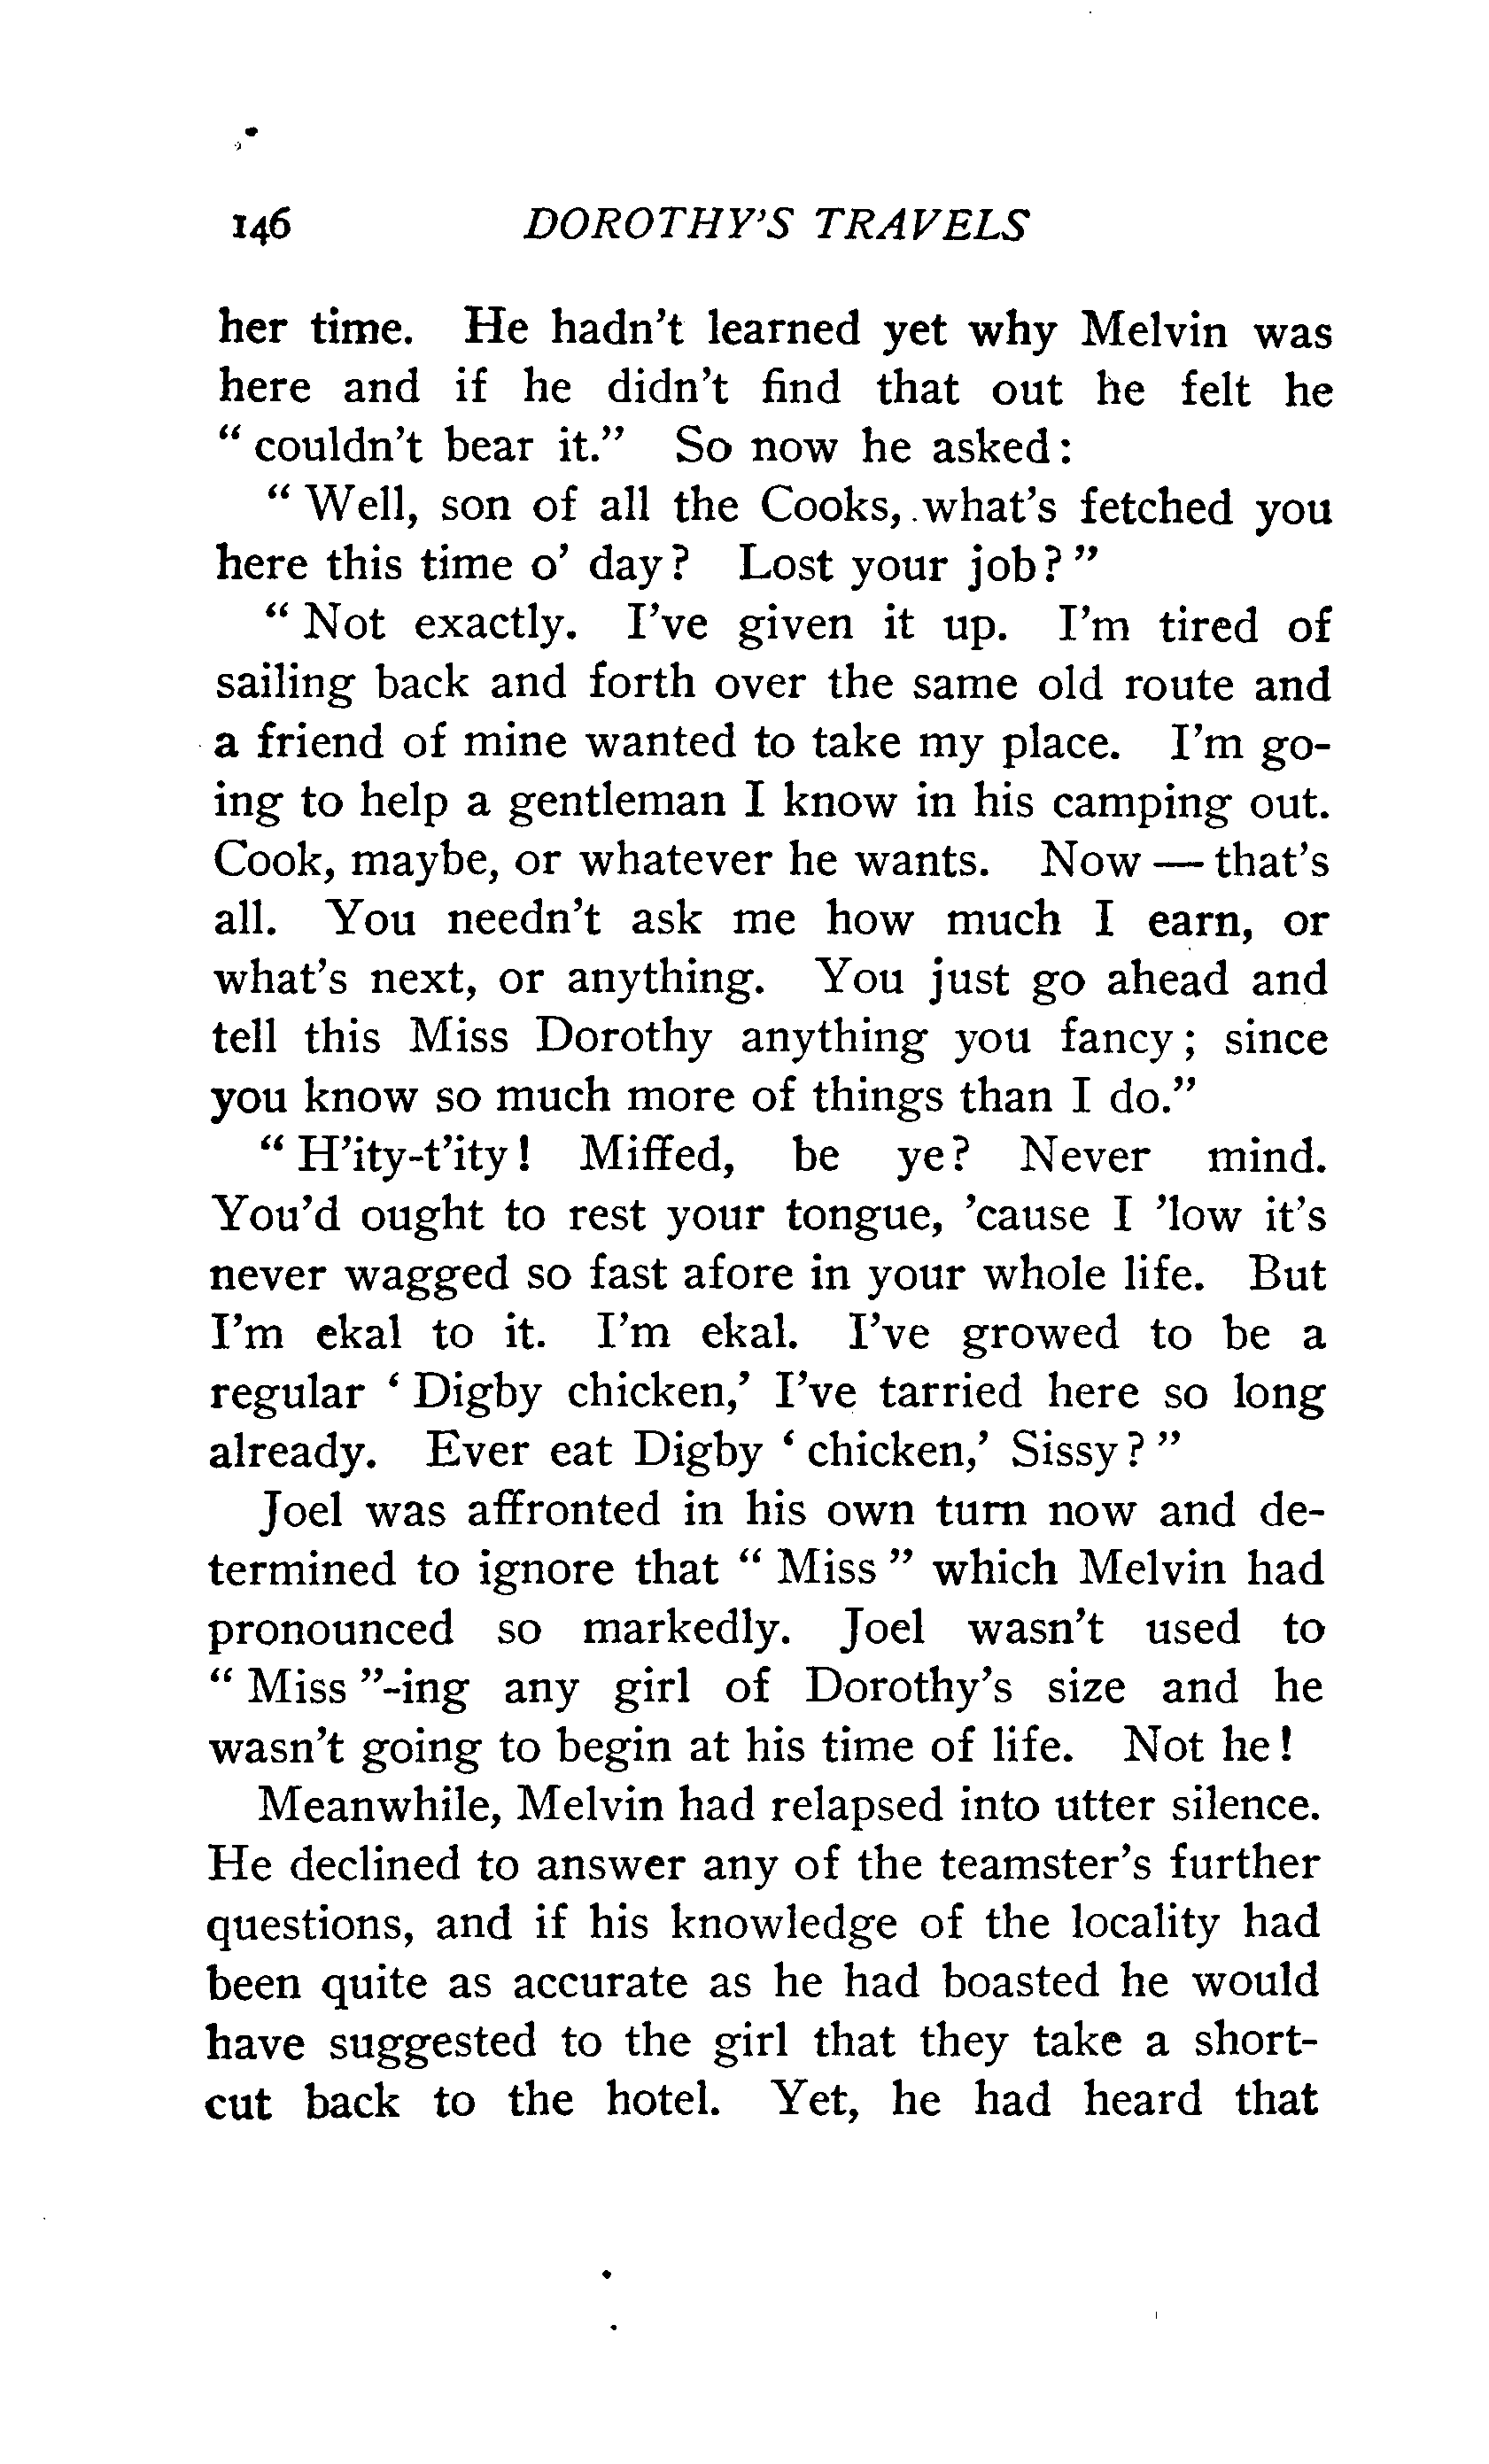 146 DOROTHY'S TRAVELS
her time. He hadn't learned yet why Melvin was
here and if he didn't find that out he felt he
" couldn't bear it." So now he asked:
" Well, son of all the Cooks, what's fetched you
here this time o' day? Lost your job? "
" Not exactly. I've given it up. I'm tired of
sailing back and forth over the same old route and
a friend of mine wanted to take my place. I'm go-
ing to help a gentleman I know in his camping out.
Cook, maybe, or whatever he wants. Now — that's
all. You needn't ask me how much I earn, or
what's next, or anything. You just go ahead and
tell this Miss Dorothy anything you fancy; since
you know so much more of things than I do."
" H'ity-t'ity! Miffed, be ye? Never mind.
You'd ought to rest your tongue, 'cause I 'low it's
never wagged so fast afore in your whole life. But
I'm ekal to it. I'm ekal. I've growed to be a
regular ' Digby chicken,' I've tarried here so long
already. Ever eat Digby ' chicken,' Sissy? "
Joel was affronted in his own turn now and de-
termined to ignore that " Miss " which Melvin had
pronounced so markedly. Joel wasn't used to
" Miss "-ing any girl of Dorothy's size and he
wasn't going to begin at his time of life. Not he!
Meanwhile, Melvin had relapsed into utter silence.
He declined to answer any of the teamster's further
questions, and if his knowledge of the locality had
been quite as accurate as he had boasted he would
have suggested to the girl that they take a short-
cut back to the hotel. Yet, he had heard that